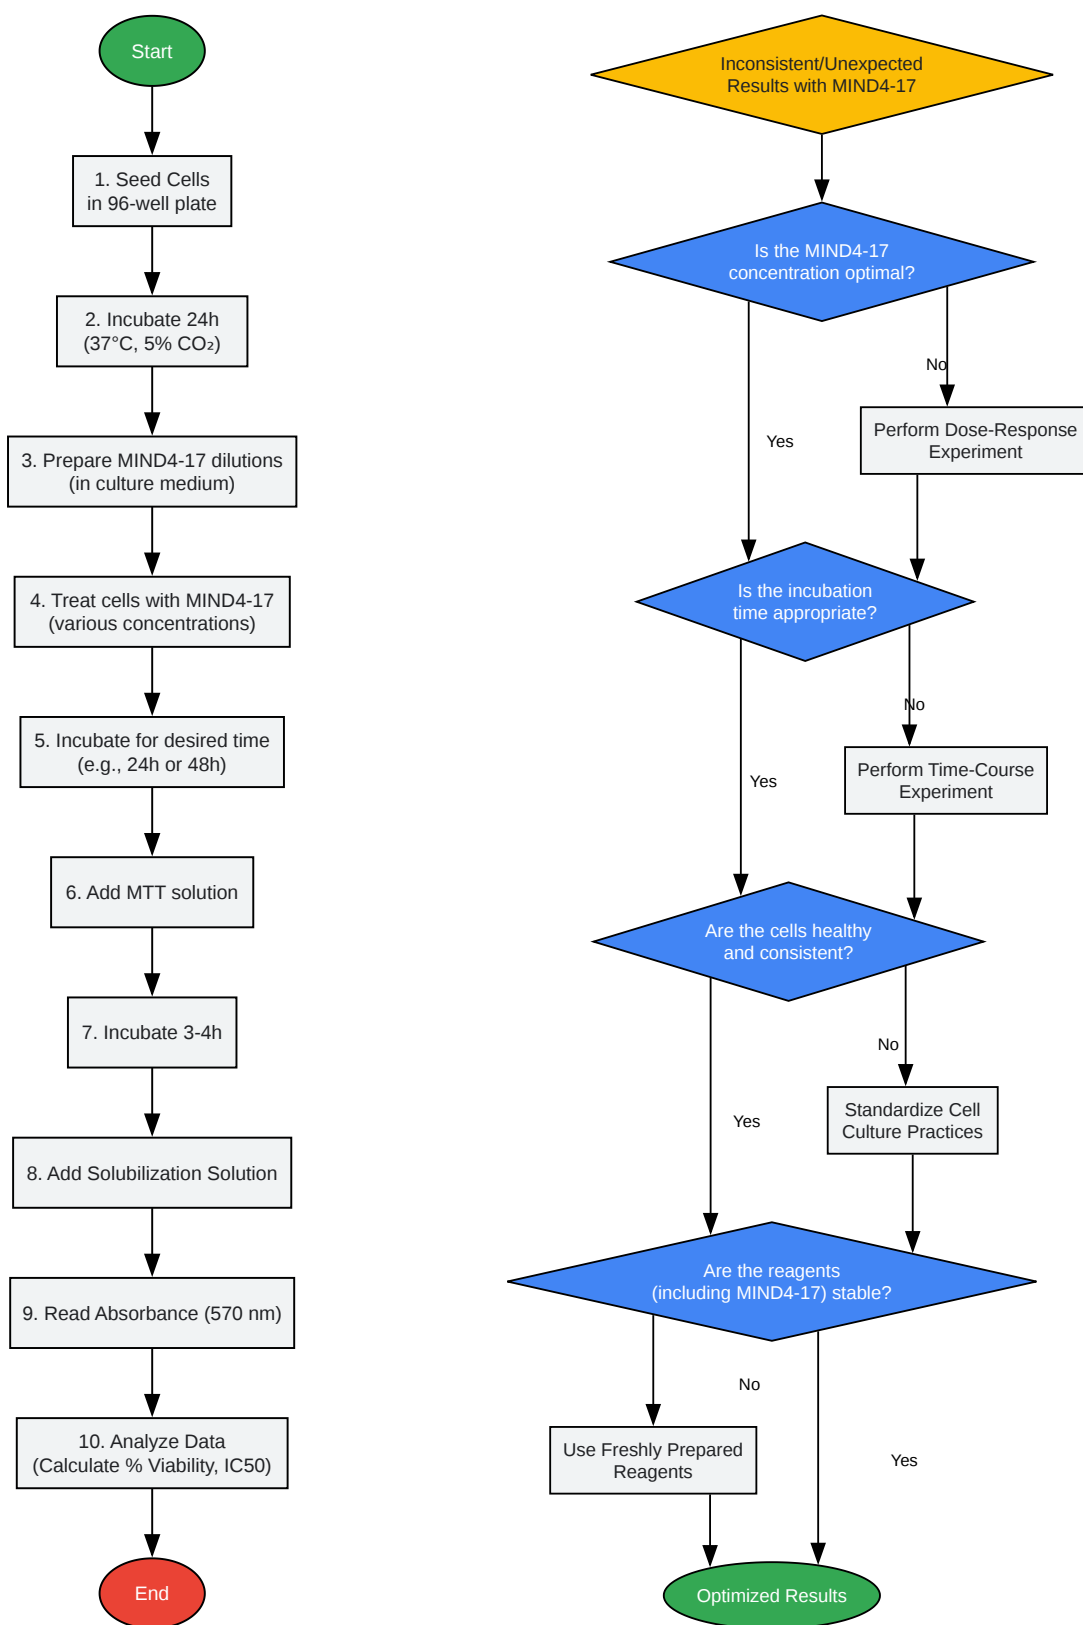 Start
1. Seed Cells
in 96-well plate
2. Incubate 24h
(37°C, 5% CO₂)
3. Prepare MIND4-17 dilutions
(in culture medium)
4. Treat cells with MIND4-17
(various concentrations)
5. Incubate for desired time
(e.g., 24h or 48h)
6. Add MTT solution
7. Incubate 3-4h
8. Add Solubilization Solution
9. Read Absorbance (570 nm)
10. Analyze Data
(Calculate % Viability, IC50)
End
Inconsistent/Unexpected
Results with MIND4-17
Is the MIND4-17
concentration optimal?
No
Yes
Perform Dose-Response
Experiment
Is the incubation
time appropriate?
No
Yes
Perform Time-Course
Experiment
Are the cells healthy
and consistent?
No
Yes
Standardize Cell
Culture Practices
Are the reagents
(including MIND4-17) stable?
No
Yes
Use Freshly Prepared
Reagents
Optimized Results